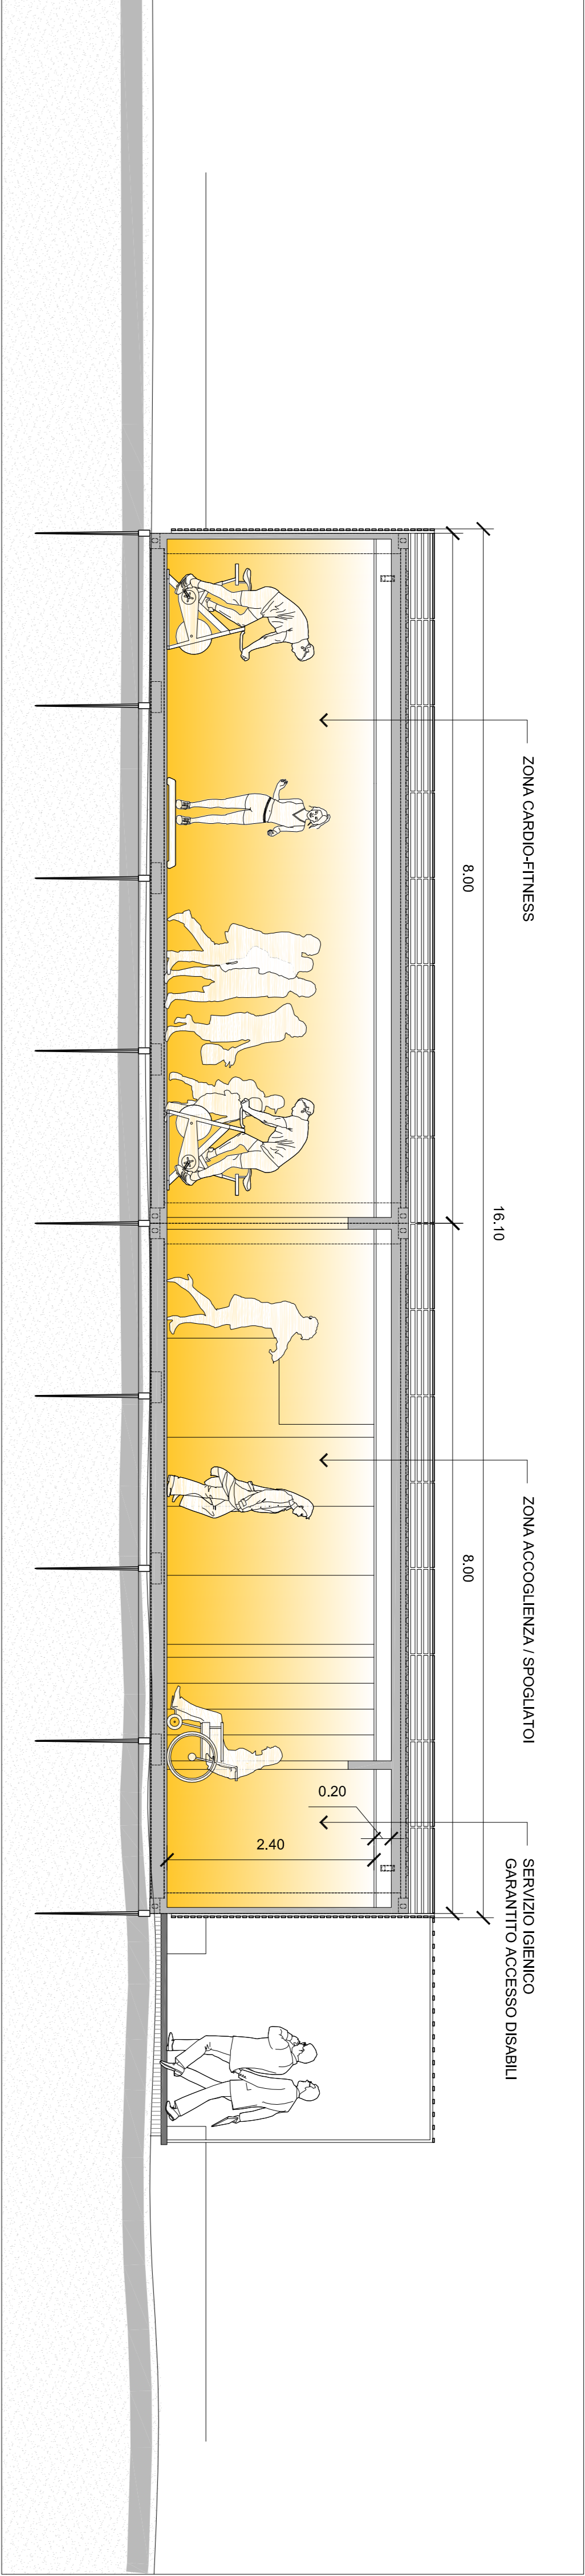 ZONA CARDIO-FITNESS
ZONA ACCOGLIENZA / SPOGLIATOI
SERVIZIO IGIENICO
GARANTITO ACCESSO DISABILI
16.10
8.00
8.00
0.20
2.40